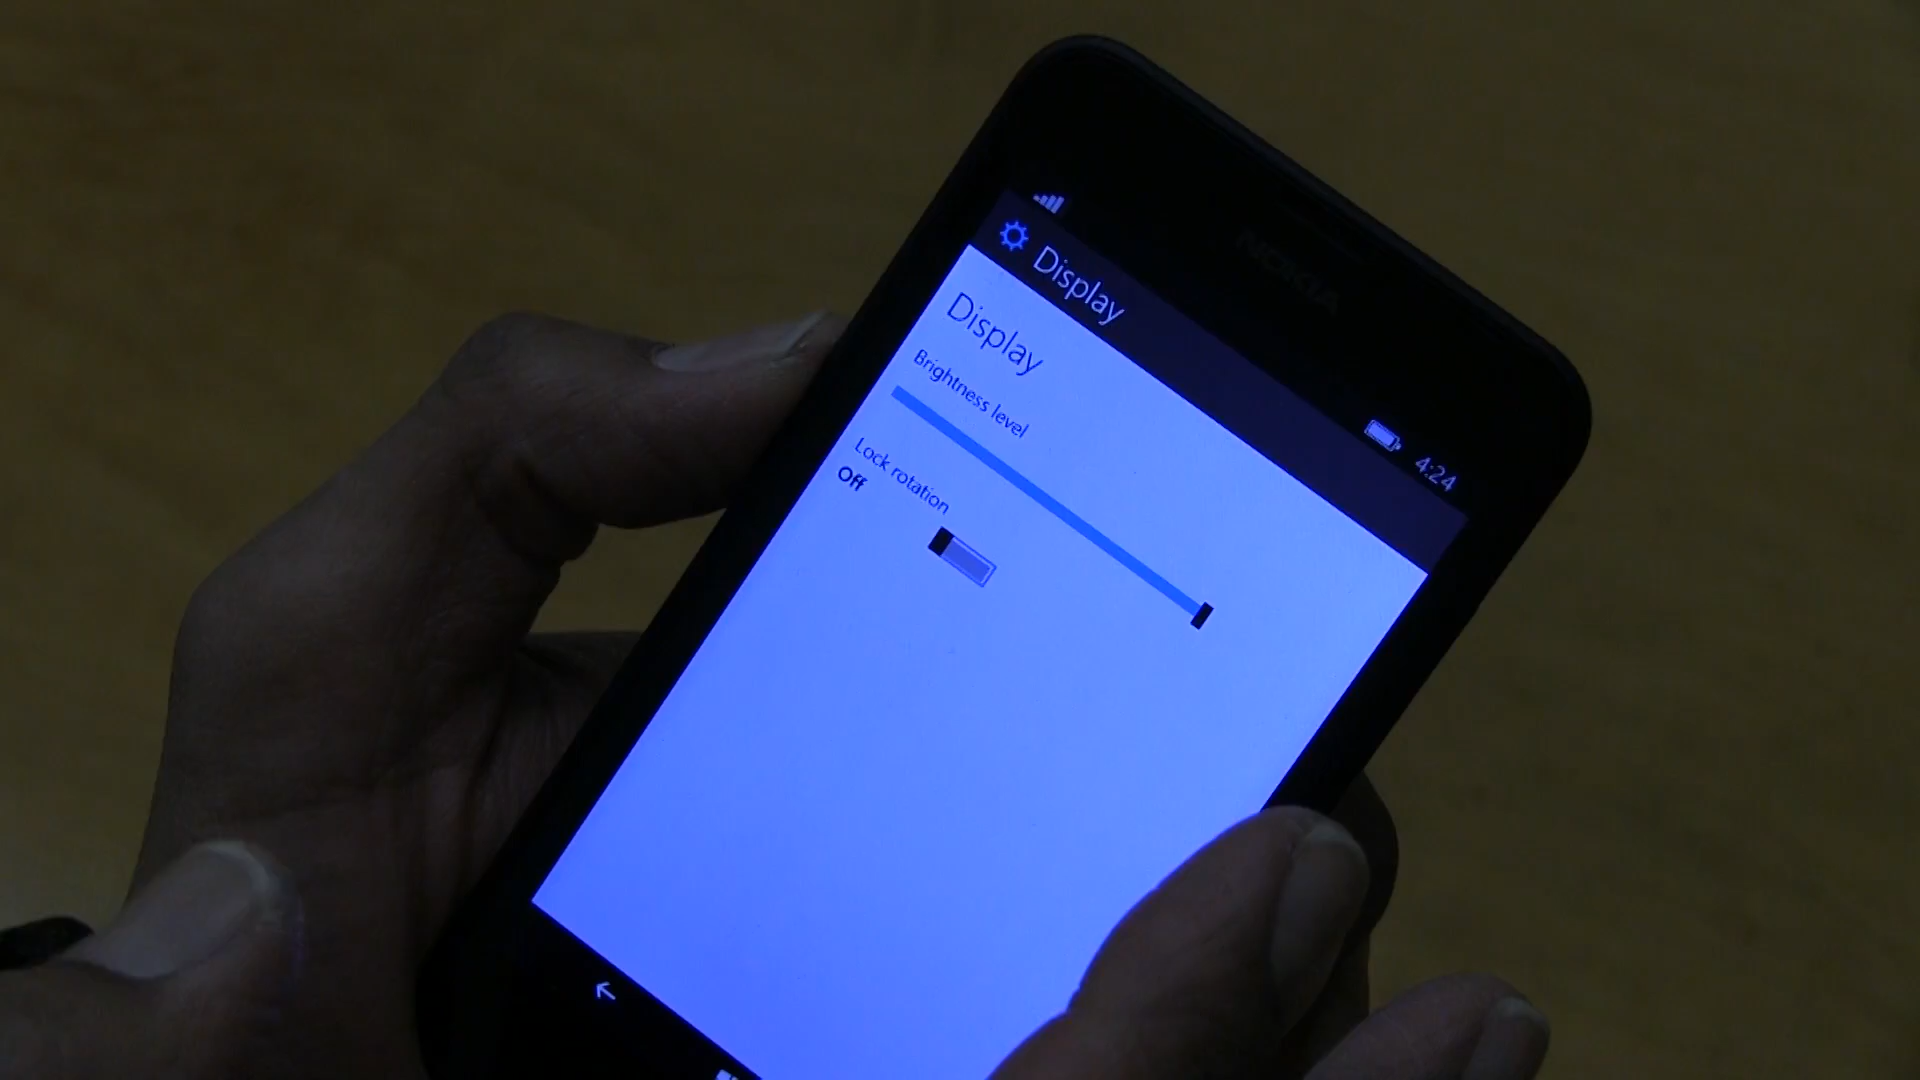 NOKIA
4:24
Display
Display
Brightness level
Lock rotation
Off